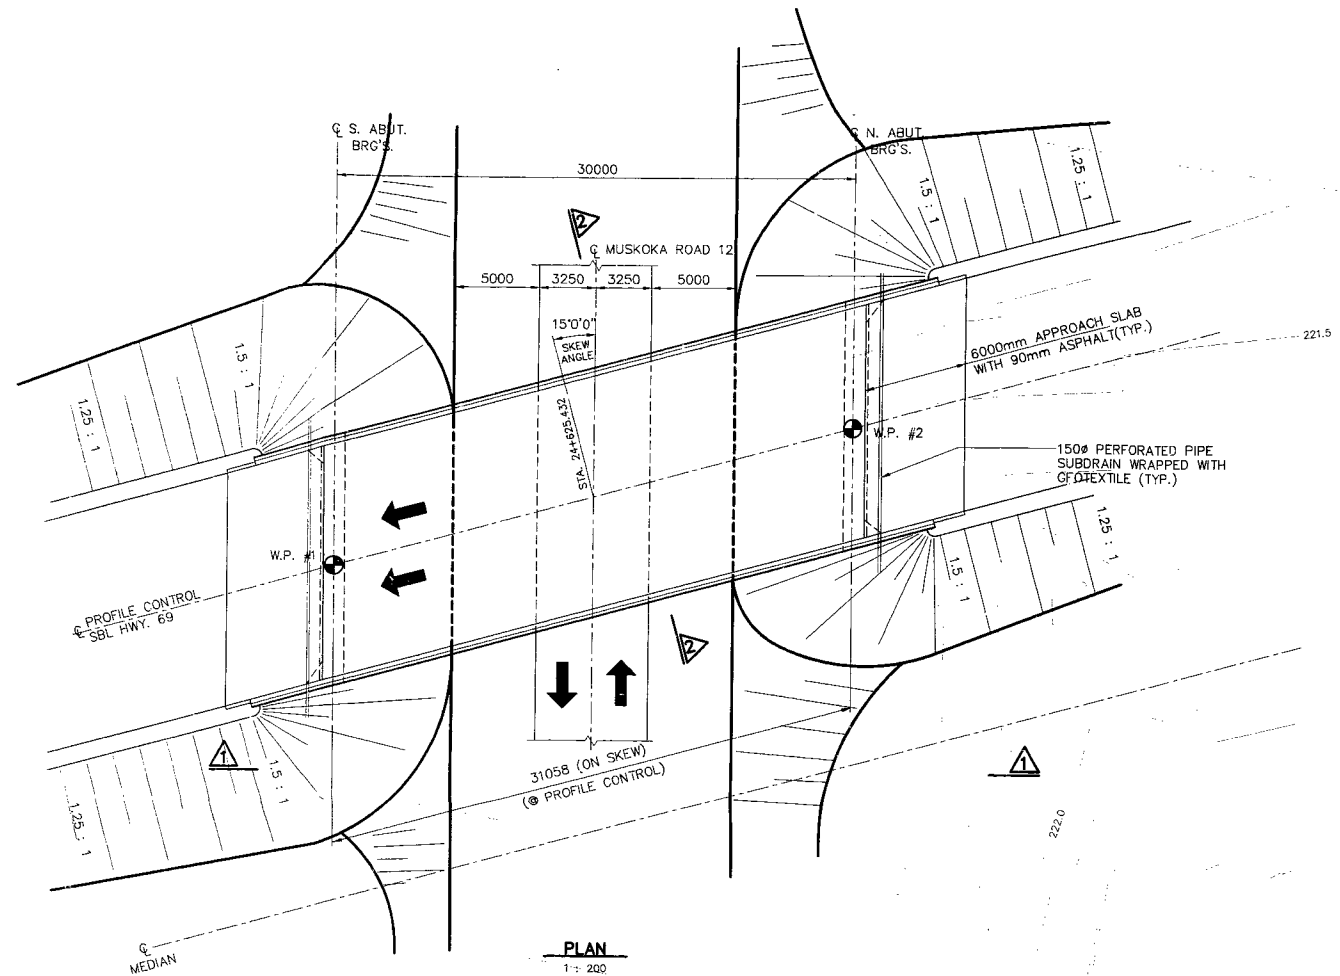 ℄ S. ABUT.
BRG'S.
℄ N. ABUT.
BRG'S.
30000
2
℄ MUSKOKA ROAD 12
5000
3250
3250
5000
15°0'0"
SKEW
ANGLE
STA. 24+625.432
1.5 : 1
1.25 : 1
1.5 : 1
1.25 : 1
6000mm APPROACH SLAB
WITH 90mm ASPHALT(TYP.)
221.5
W.P. #2
150ø PERFORATED PIPE
SUBDRAIN WRAPPED WITH
GEOTEXTILE (TYP.)
W.P. #1
℄ PROFILE CONTROL
SBL HWY. 69
1.25 : 1
1.5 : 1
2
1
1.5 : 1
1.25 : 1
31058 (ON SKEW)
(@ PROFILE CONTROL)
1
222.0
℄
MEDIAN
PLAN
1 : 200